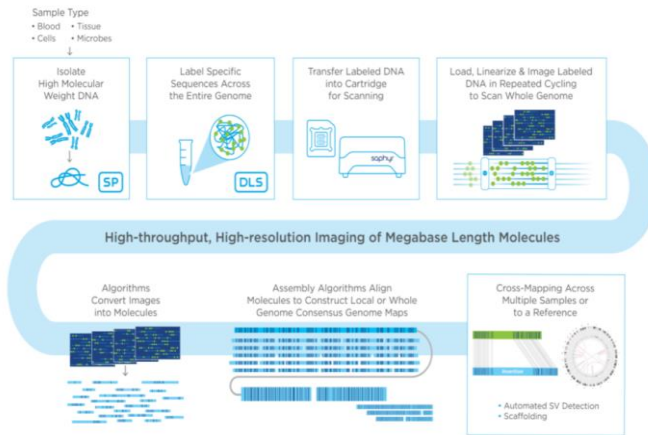 Sample Type
• Blood • Tissue
• Cells • Microbes
Isolate
High Molecular
Weight DNA
SP
Label Specific
Sequences Across
the Entire Genome
DLS
Transfer Labeled DNA
into Cartridge
for Scanning
saphyr
Load, Linearize & Image Labeled
DNA in Repeated Cycling
to Scan Whole Genome
High-throughput, High-resolution Imaging of Megabase Length Molecules
Algorithms
Convert Images
into Molecules
Assembly Algorithms Align
Molecules to Construct Local or Whole
Genome Consensus Genome Maps
Cross-Mapping Across
Multiple Samples or
to a Reference
• Automated SV Detection
• Scaffolding